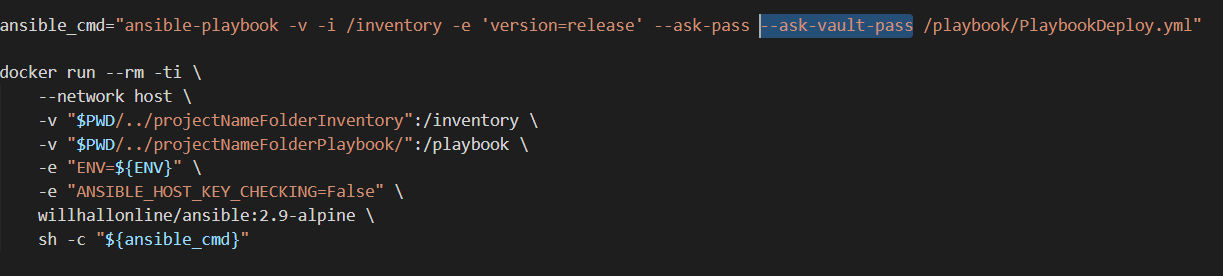 ansible_cmd="ansible-playbook -v -i /inventory -e 'version=release' --ask-pass --ask-vault-pass /playbook/PlaybookDeploy.yml"
docker run --rm -ti \
--network host \
-v "$PWD/../projectNameFolderInventory":/inventory \
-v "$PWD/../projectNameFolderPlaybook/":/playbook \
-e "ENV=${ENV}" \
-e "ANSIBLE_HOST_KEY_CHECKING=False" \
willhallonline/ansible:2.9-alpine \
sh -c "${ansible_cmd}"